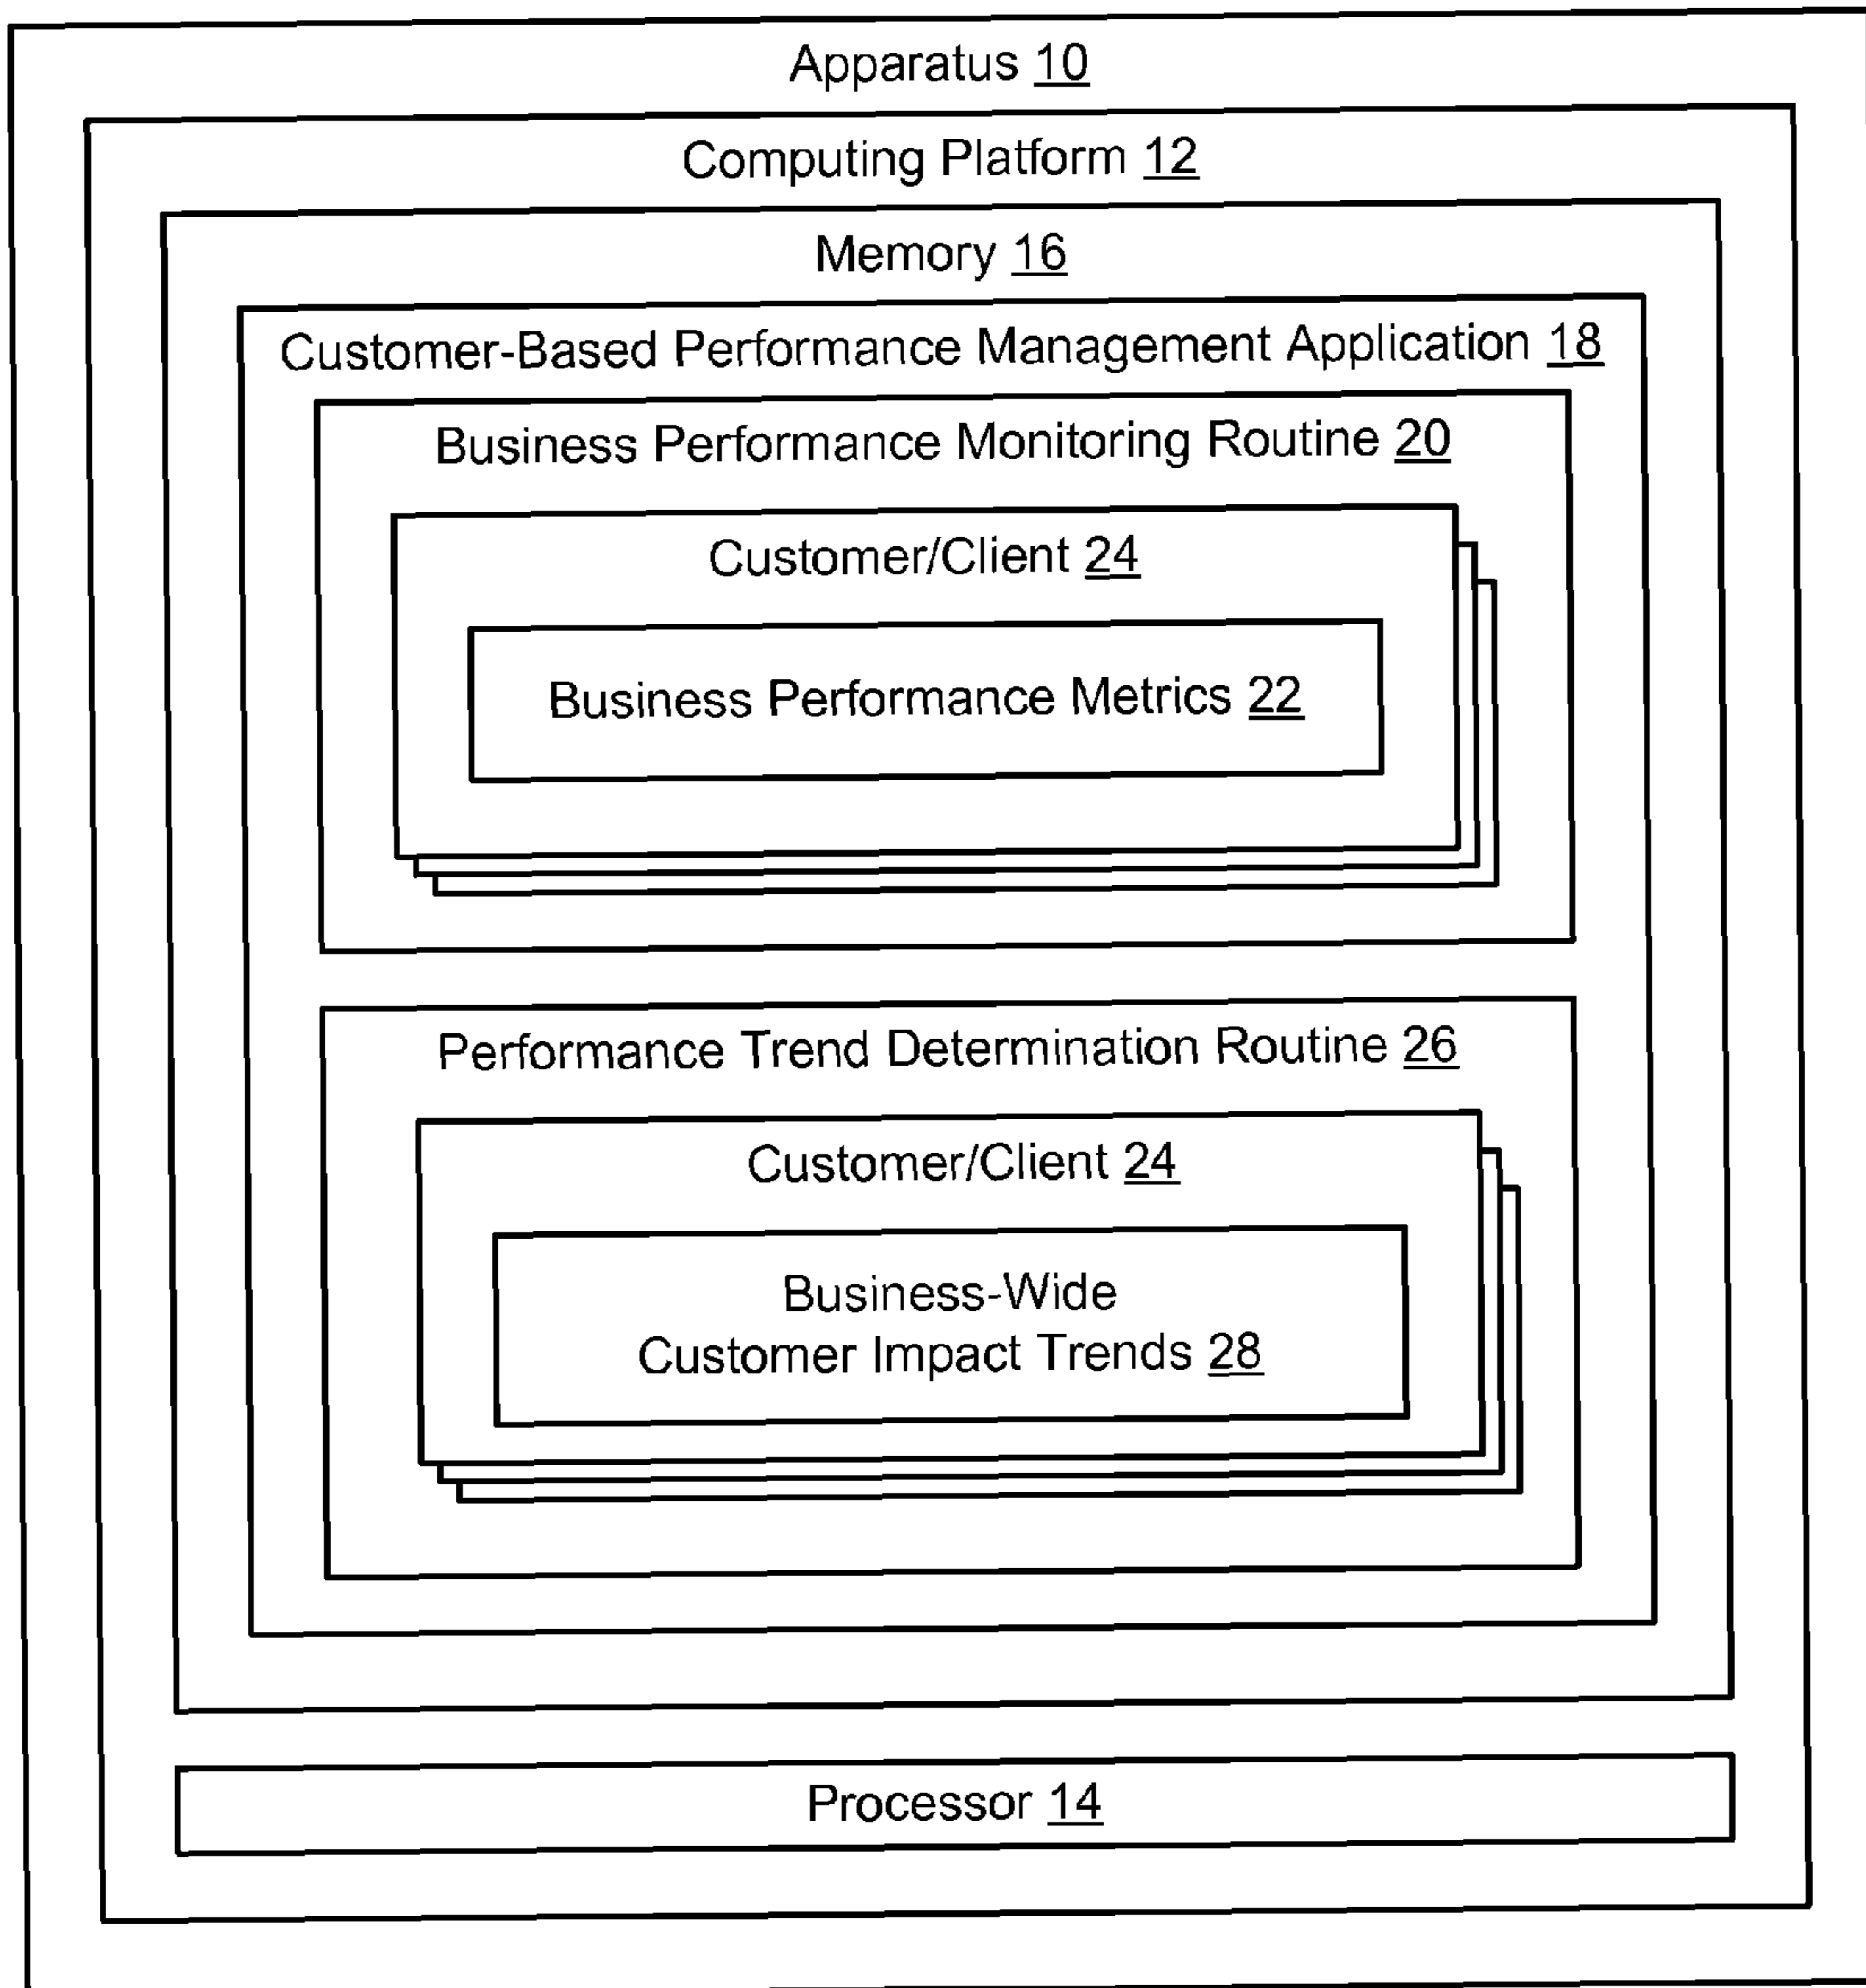 Apparatus 10
Computing Platform 12
Memory 16
Customer-Based Performance Management Application 18
Business Performance Monitoring Routine 20
Customer/Client 24
Business Performance Metrics 22
Performance Trend Determination Routine 26
Customer/Client 24
Business-Wide
Customer Impact Trends 28
Processor 14